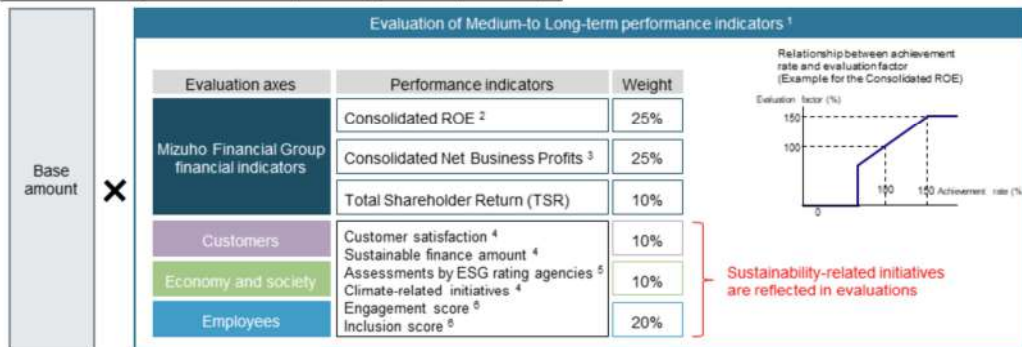 Evaluation of Medium-to Long-term performance indicators 1
Base
amount
×
Evaluation axes
Performance indicators
Weight
Mizuho Financial Group
financial indicators
Consolidated ROE 2
25%
Consolidated Net Business Profits 3
25%
Total Shareholder Return (TSR)
10%
Customers
Economy and society
Employees
Customer satisfaction 4
Sustainable finance amount 4
Assessments by ESG rating agencies 5
Climate-related initiatives 4
Engagement score 6
Inclusion score 6
10%
10%
20%
Sustainability-related initiatives
are reflected in evaluations
Relationship between achievement
rate and evaluation factor
(Example for the Consolidated ROE)
Evaluation factor (%)
150
100
0
100
150
Achievement rate (%